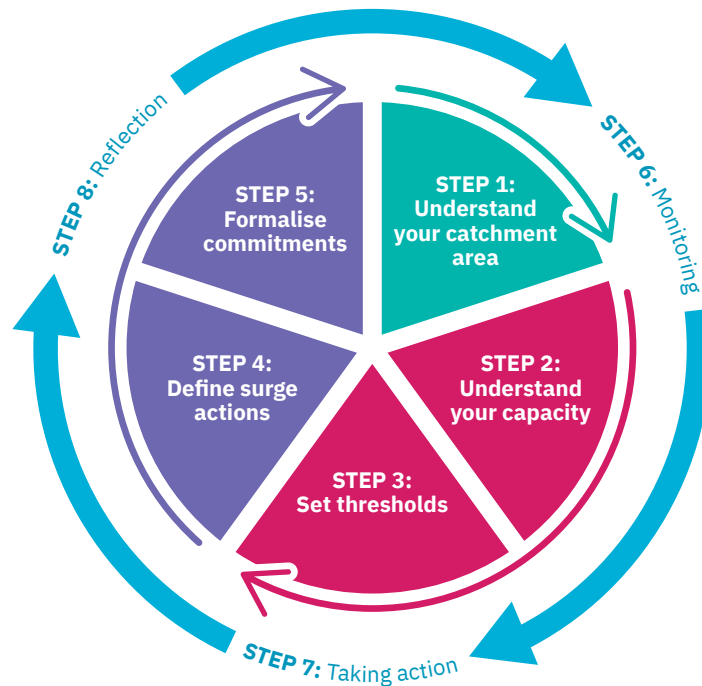 STEP 1:
Understand
your catchment
area
STEP 2:
Understand
your capacity
STEP 3:
Set thresholds
STEP 4:
Define surge
actions
STEP 5:
Formalise
commitments
STEP 6: Monitoring
STEP 7: Taking action
STEP 8: Reflection